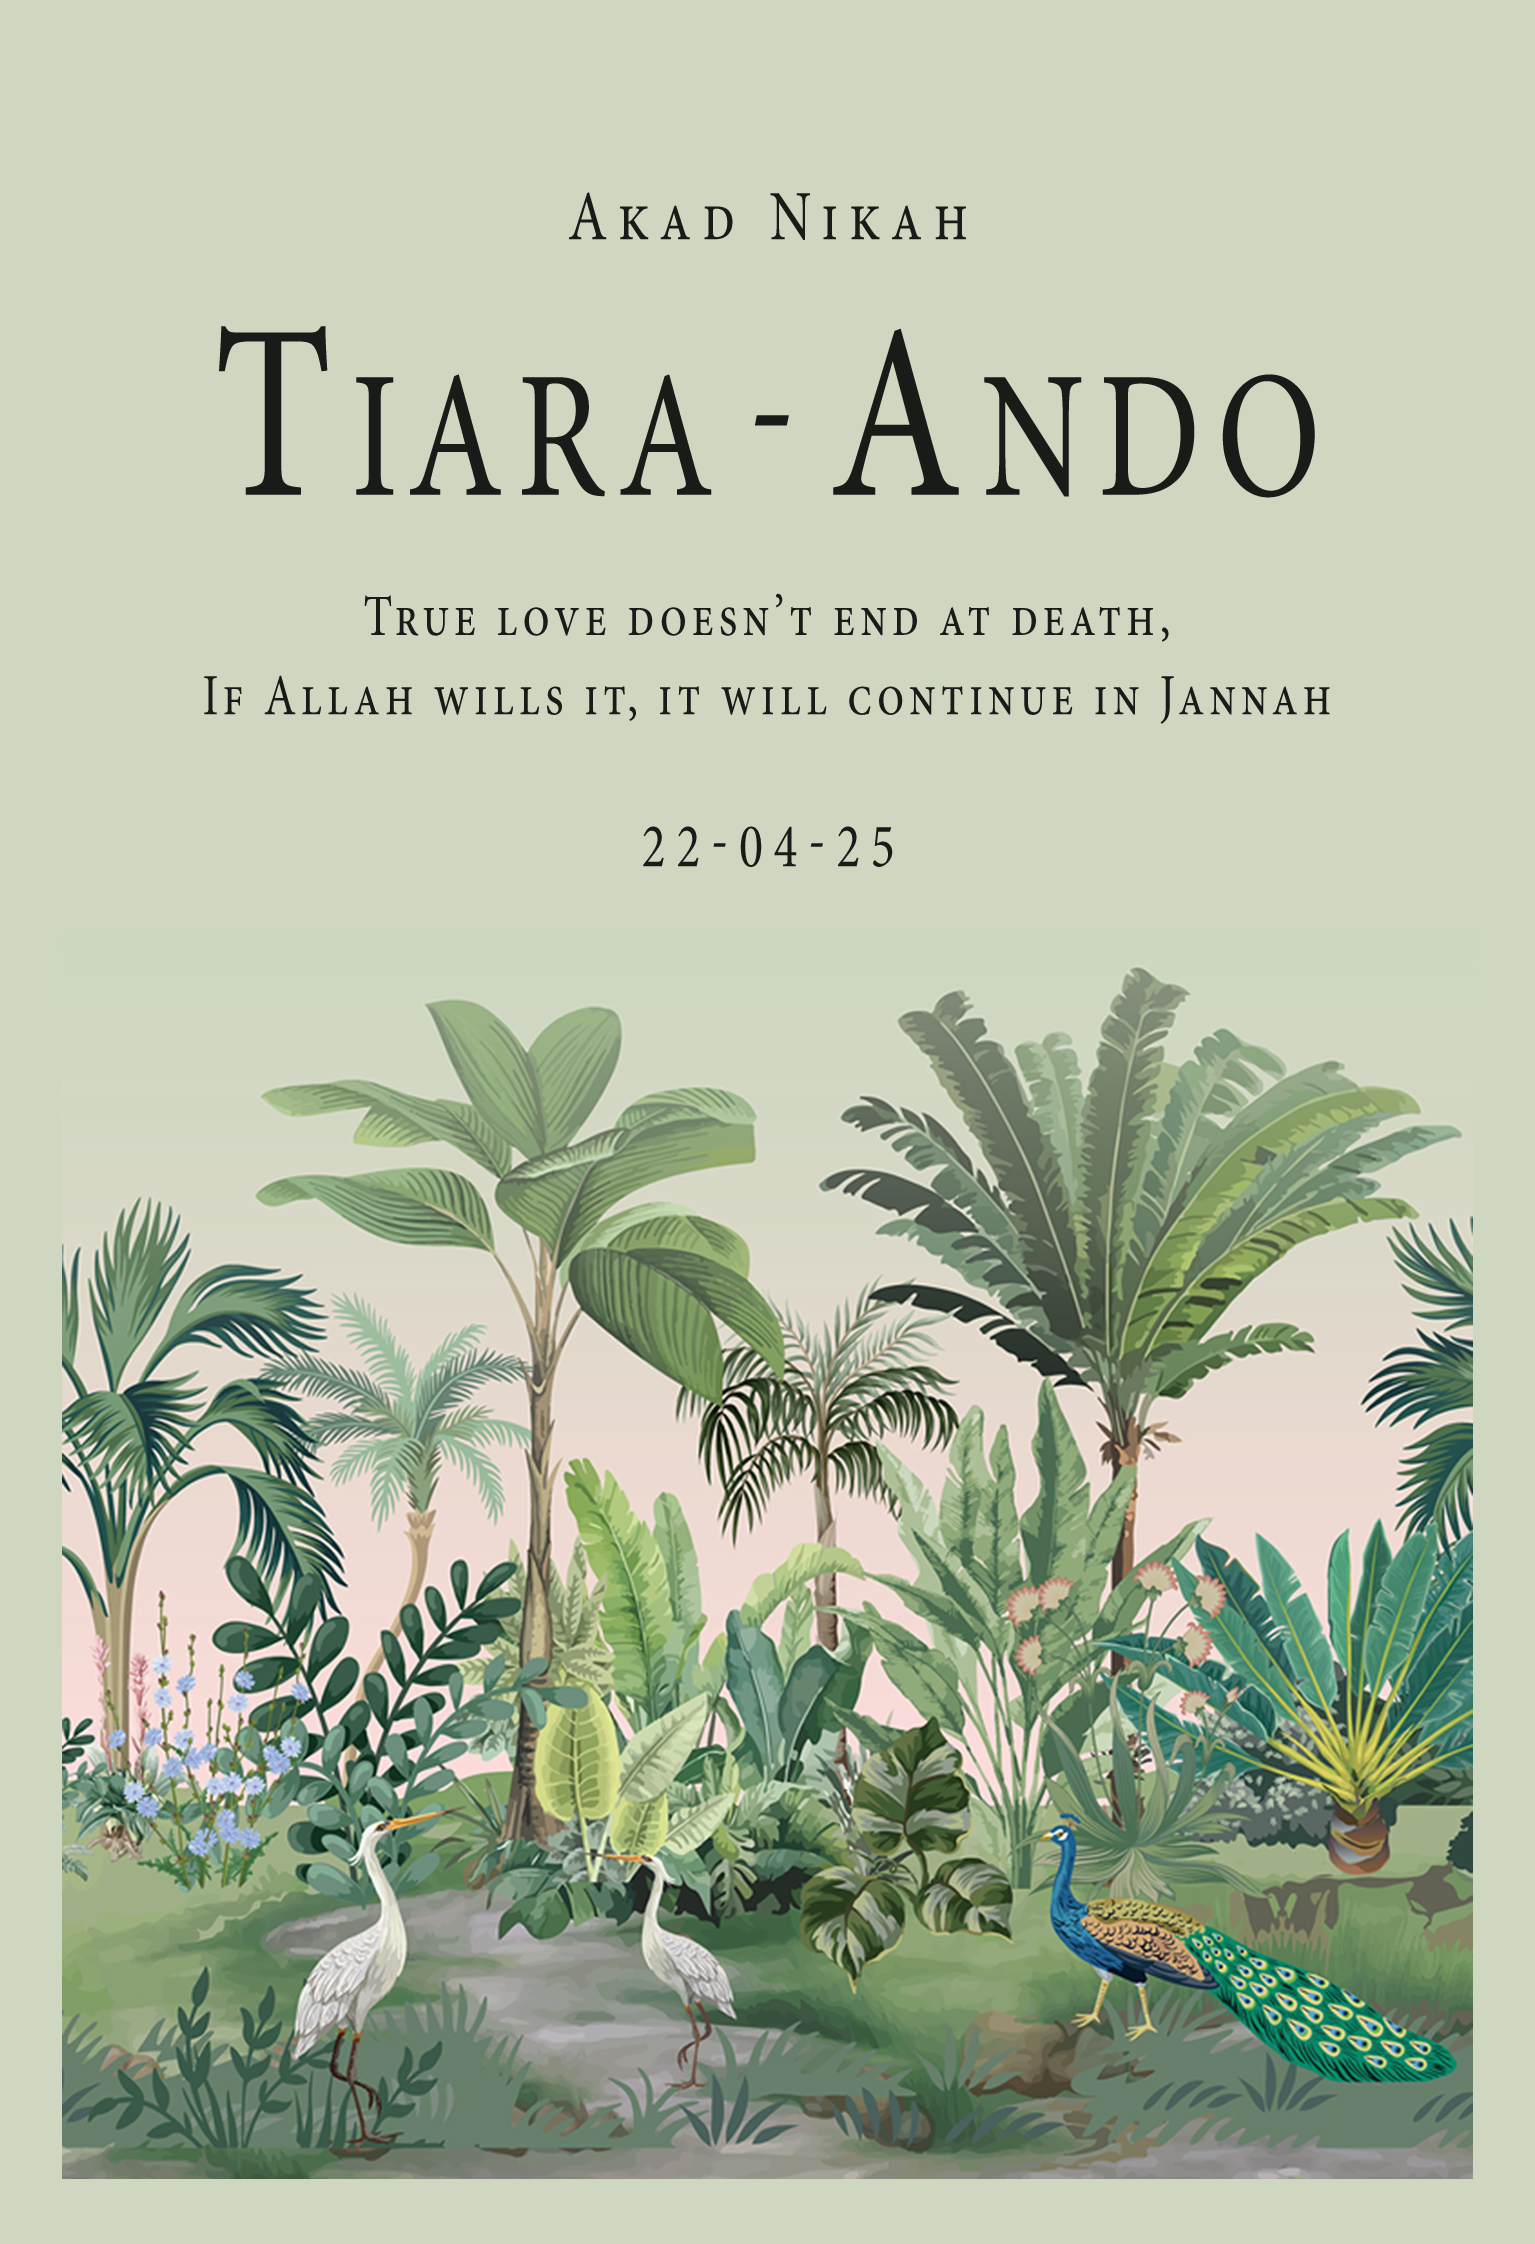 Akad Nikah
Tiara - Ando
True love doesn’t end at death,
If Allah wills it, it will continue in Jannah
22-04-25